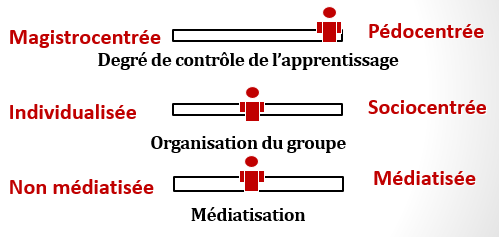 Magistrocentrée Pédocentrée
Degré de contrôle de l’apprentissage
Individualisée Sociocentrée
Organisation du groupe
Non médiatisée Médiatisée
Médiatisation